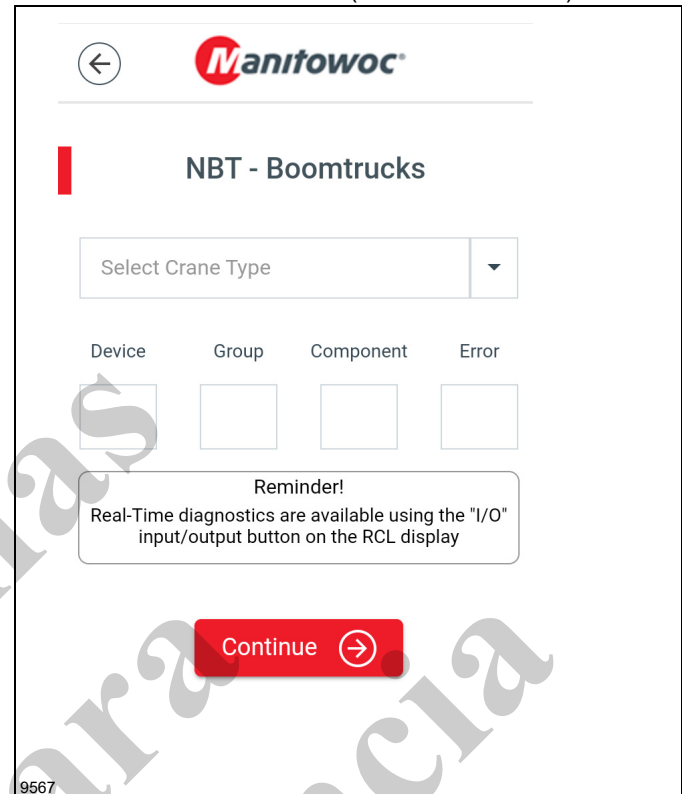 Manitowoc
NBT - Boomtrucks
Select Crane Type
Device Group Component Error
Reminder!
Real-Time diagnostics are available using the "I/O"
input/output button on the RCL display
Continue
9567